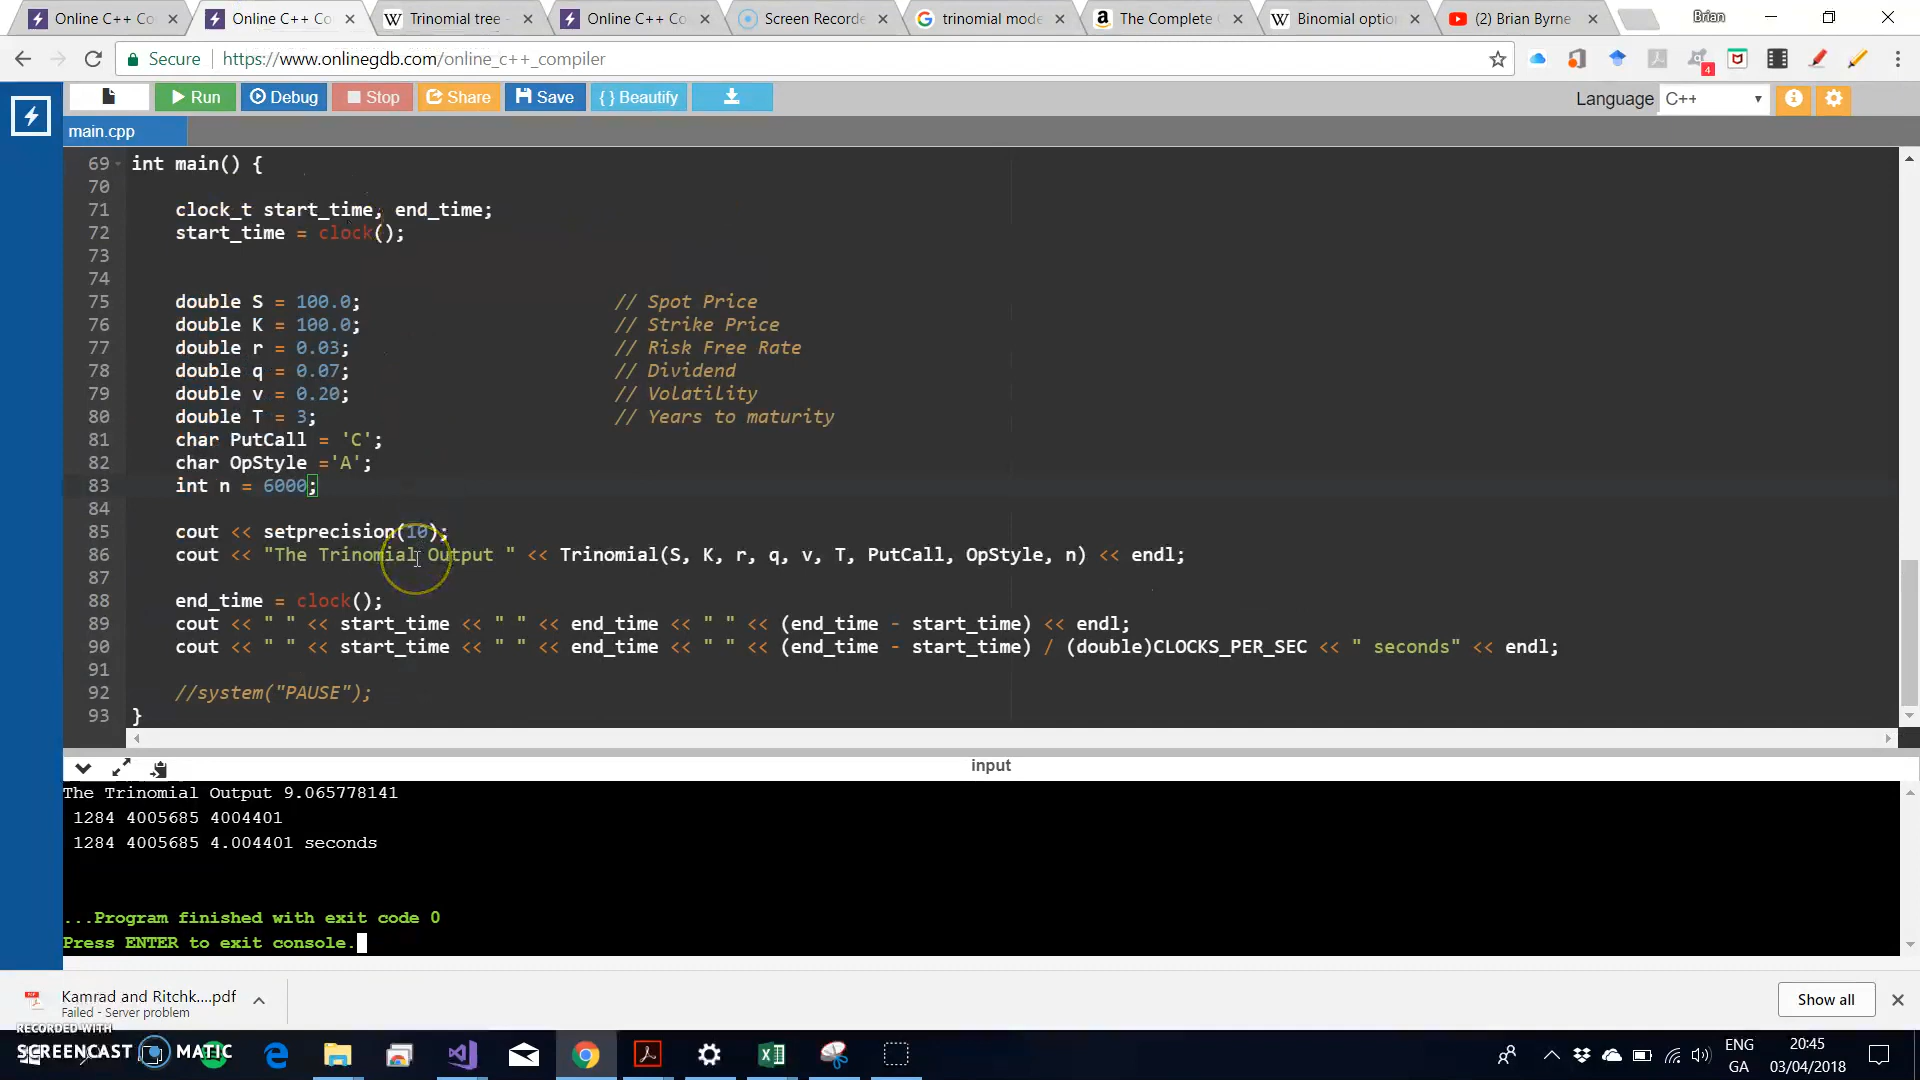 Online C++ Co
Online C++ Co
Trinomial tree -
Online C++ Co
Screen Recorde
trinomial mode
The Complete
Binomial optio
(2) Brian Byrne
Brian
Secure
https://www.onlinegdb.com/online_c++_compiler
4
Run
Debug
Stop
Share
Save
{ } Beautify
Language
C++
main.cpp
69 int main() {
70
71 clock_t start_time, end_time;
72 start_time = clock();
73
74
75 double S = 100.0; // Spot Price
76 double K = 100.0; // Strike Price
77 double r = 0.03; // Risk Free Rate
78 double q = 0.07; // Dividend
79 double v = 0.20; // Volatility
80 double T = 3; // Years to maturity
81 char PutCall = 'C';
82 char OpStyle ='A';
83 int n = 6000;
84
85 cout << setprecision(10);
86 cout << "The Trinomial Output " << Trinomial(S, K, r, q, v, T, PutCall, OpStyle, n) << endl;
87
88 end_time = clock();
89 cout << " " << start_time << " " << end_time << " " << (end_time - start_time) << endl;
90 cout << " " << start_time << " " << end_time << " " << (end_time - start_time) / (double)CLOCKS_PER_SEC << " seconds" << endl;
91
92 //system("PAUSE");
93 }
input
The Trinomial Output 9.065778141
1284 4005685 4004401
1284 4005685 4.004401 seconds
...Program finished with exit code 0
Press ENTER to exit console.
Kamrad and Ritchk....pdf
Failed - Server problem
Show all
RECORDED WITH
SCREENCAST MATIC
ENG
GA
20:45
03/04/2018